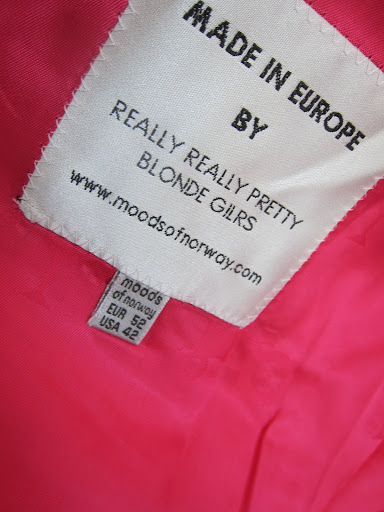 MADE IN EUROPE
BY
REALLY REALLY PRETTY
BLONDE GILRS
www.moodsofnorway.com
moods
of norway
EUR 52
USA 42